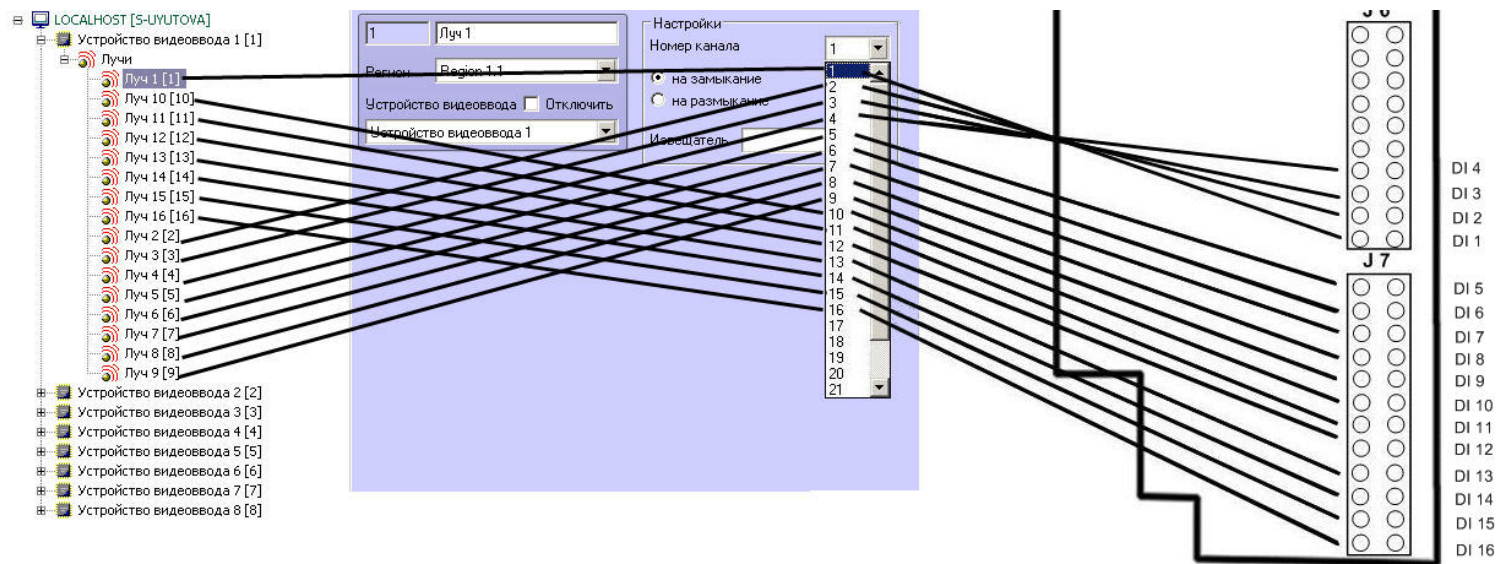 LOCALHOST [S-UYUTOVA]
Устройство видеоввода 1 [1]
Лучи
Луч 1 [1]
Луч 10 [10]
Луч 11 [11]
Луч 12 [12]
Луч 13 [13]
Луч 14 [14]
Луч 15 [15]
Луч 16 [16]
Луч 2 [2]
Луч 3 [3]
Луч 4 [4]
Луч 5 [5]
Луч 6 [6]
Луч 7 [7]
Луч 8 [8]
Луч 9 [9]
Устройство видеоввода 2 [2]
Устройство видеоввода 3 [3]
Устройство видеоввода 4 [4]
Устройство видеоввода 5 [5]
Устройство видеоввода 6 [6]
Устройство видеоввода 7 [7]
Устройство видеоввода 8 [8]
1
Луч 1
Регион
Region 1.1
Устройство видеоввода
Отключить
Устройство видеоввода 1
Настройки
Номер канала
1
на замыкание
на размыкание
Извещатель
1
2
3
4
5
6
7
8
9
10
11
12
13
14
15
16
17
18
19
20
21
J 6
DI 4
DI 3
DI 2
DI 1
J 7
DI 5
DI 6
DI 7
DI 8
DI 9
DI 10
DI 11
DI 12
DI 13
DI 14
DI 15
DI 16